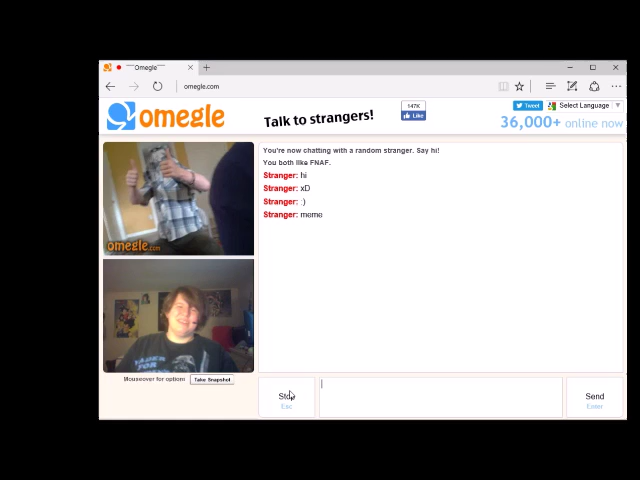 Omegle
omegle.com
omegle
Talk to strangers!
147K
Like
Tweet
Select Language
36,000+ online now
You're now chatting with a random stranger. Say hi!
You both like FNAF.
Stranger: hi
Stranger: xD
Stranger: :)
Stranger: meme
omegle.com
Mouseover for options
Take Snapshot
Stop
Esc
Send
Enter